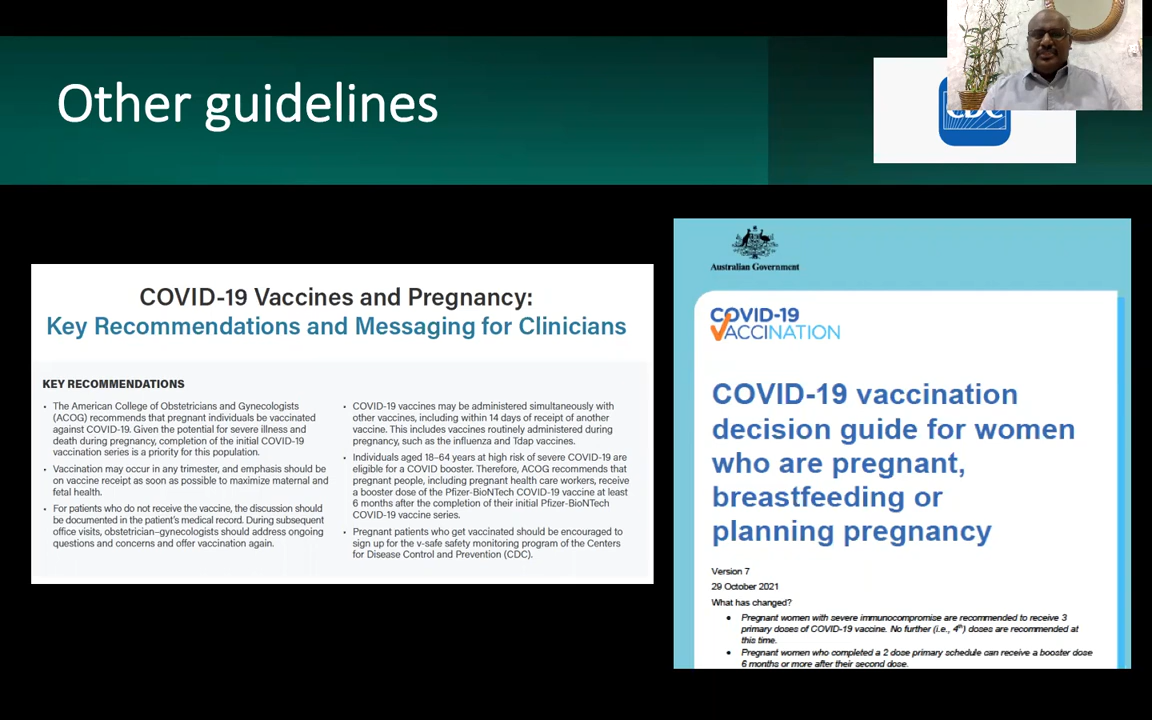 Other guidelines
CDC
COVID-19 Vaccines and Pregnancy:
Key Recommendations and Messaging for Clinicians
KEY RECOMMENDATIONS
• The American College of Obstetricians and Gynecologists
(ACOG) recommends that pregnant individuals be vaccinated
against COVID-19. Given the potential for severe illness and
death during pregnancy, completion of the initial COVID-19
vaccination series is a priority for this population.
• Vaccination may occur in any trimester, and emphasis should be
on vaccine receipt as soon as possible to maximize maternal and
fetal health.
• For patients who do not receive the vaccine, the discussion should
be documented in the patient's medical record. During subsequent
office visits, obstetrician–gynecologists should address ongoing
questions and concerns and offer vaccination again.
• COVID-19 vaccines may be administered simultaneously with
other vaccines, including within 14 days of receipt of another
vaccine. This includes vaccines routinely administered during
pregnancy, such as the influenza and Tdap vaccines.
• Individuals aged 18–64 years at high risk of severe COVID-19 are
eligible for a COVID booster. Therefore, ACOG recommends that
pregnant people, including pregnant health care workers, receive
a booster dose of the Pfizer-BioNTech COVID-19 vaccine at least
6 months after the completion of their initial Pfizer-BioNTech
COVID-19 vaccine series.
• Pregnant patients who get vaccinated should be encouraged to
sign up for the v-safe safety monitoring program of the Centers
for Disease Control and Prevention (CDC).
Australian Government
COVID-19
VACCINATION
COVID-19 vaccination
decision guide for women
who are pregnant,
breastfeeding or
planning pregnancy
Version 7
29 October 2021
What has changed?
• Pregnant women with severe immunocompromise are recommended to receive 3
primary doses of COVID-19 vaccine. No further (i.e., 4th) doses are recommended at
this time.
• Pregnant women who completed a 2 dose primary schedule can receive a booster dose
6 months or more after their second dose.